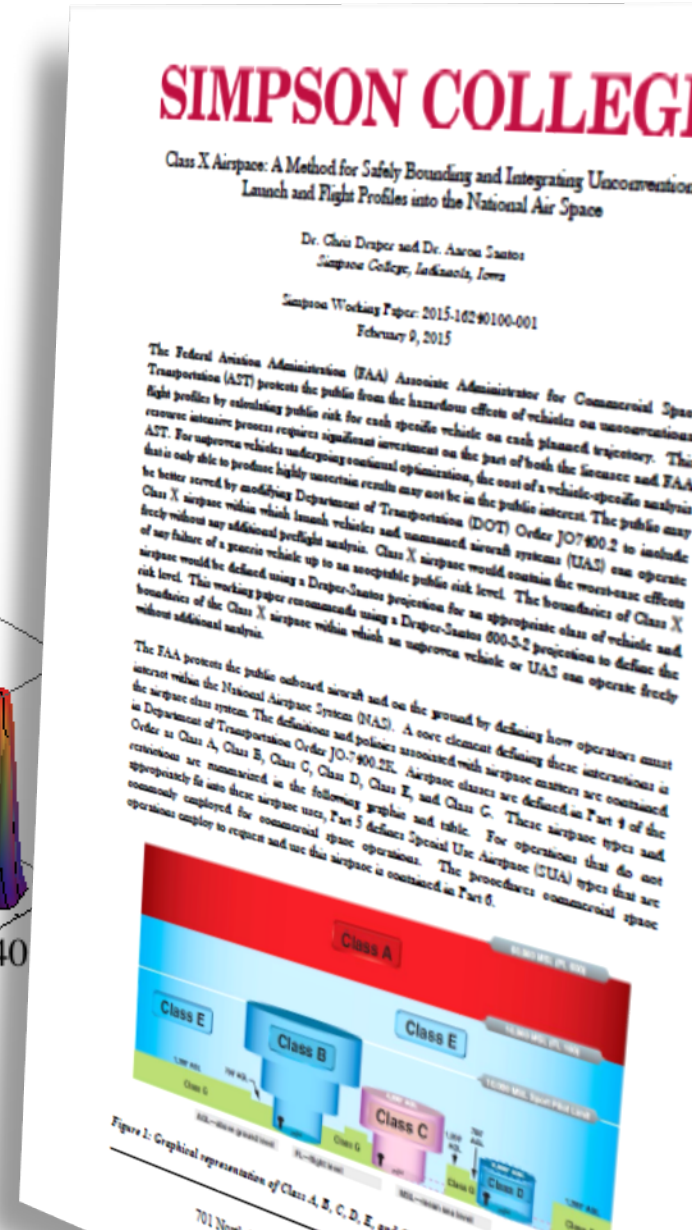 SIMPSON COLLEGE
Class X Airspace: A Method for Safely Bounding and Integrating Unconvention
Launch and Flight Profiles into the National Air Space
Dr. Chris Draper and Dr. Aaron Santos
Simpson College, Indianola, Iowa
Simpson Working Paper: 2015-16240100-001
February 9, 2015
The Federal Aviation Administration (FAA) Associate Administrator for Commercial Space
Transportation (AST) protects the public from the hazardous effects of vehicles on unconventional
flight profiles by calculating public risk for each specific vehicle on each planned trajectory. This
resource intensive process requires significant investment on the part of both the licensee and FAA
AST. For unproven vehicles undergoing continual optimization, the cost of a vehicle-specific analysis
that is only able to produce highly uncertain results may not be in the public interest. The public may
be better served by modifying Department of Transportation (DOT) Order JO7400.2 to include
Class X airspace within which launch vehicles and unmanned aircraft systems (UAS) can operate
freely without any additional preflight analysis. Class X airspace would contain the worst-case effects
of any failure of a generic vehicle up to an acceptable public risk level. The boundaries of Class X
airspace would be defined using a Draper-Santos projection for an appropriate class of vehicle and
risk level. This working paper recommends using a Draper-Santos 600-3-2 projection to define the
boundaries of the Class X airspace within which an unproven vehicle or UAS can operate freely
without additional analysis.
The FAA protects the public onboard aircraft and on the ground by defining how operators must
interact within the National Airspace System (NAS). A core element defining these interactions is
the airspace class system. The definitions and policies associated with airspace matters are contained
in Department of Transportation Order JO-7400.2K. Airspace classes are defined in Part 4 of the
Order as Class A, Class B, Class C, Class D, Class E, and Class G. These airspace types and
restrictions are summarized in the following graphic and table. For operations that do not
appropriately fit into these airspace uses, Part 5 defines Special Use Airspace (SUA) types that are
commonly employed for commercial space operations. The procedures commercial space
operations employ to request and use this airspace is contained in Part 6.
40
Class A
Class E
Class B
Class E
Class C
Class G
Class G
Class G
Class D
AGL—above ground level
FL—flight level
MSL—mean sea level
Figure 1: Graphical representation of Class A, B, C, D, E, and
701 North